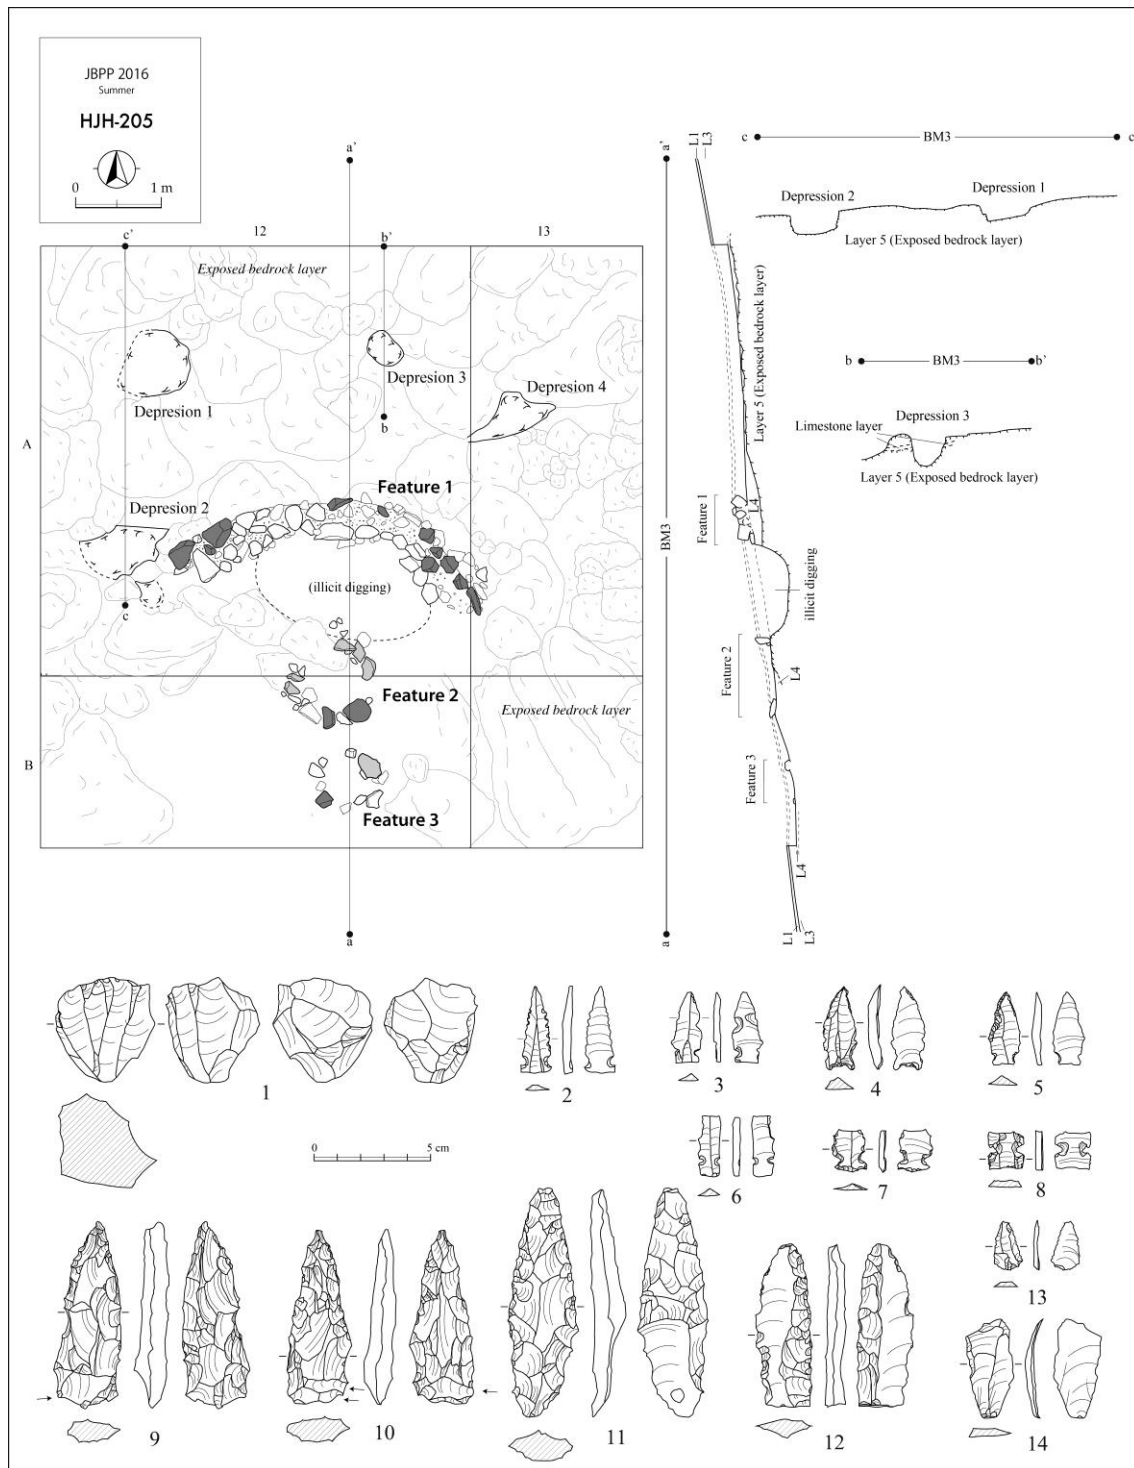 JBPP 2016
Summer
HJH-205
0 1 m
a'
c' 12 b' 13
Exposed bedrock layer
Depresion 1
Depresion 3
Depresion 4
b
A
Feature 1
Depresion 2
(illicit digging)
c
Feature 2
Exposed bedrock layer
B
Feature 3
a
a'
BM3
a
L1
L3
Layer 5 (Exposed bedrock layer)
Feature 1
L4
illicit digging
Feature 2
L4
Feature 3
L4
L1
L3
c BM3 c
Depression 2
Depression 1
Layer 5 (Exposed bedrock layer)
b BM3 b'
Depression 3
Limestone layer
Layer 5 (Exposed bedrock layer)
1
2
3
4
5
0 5 cm
6
7
8
9
10
11
12
13
14